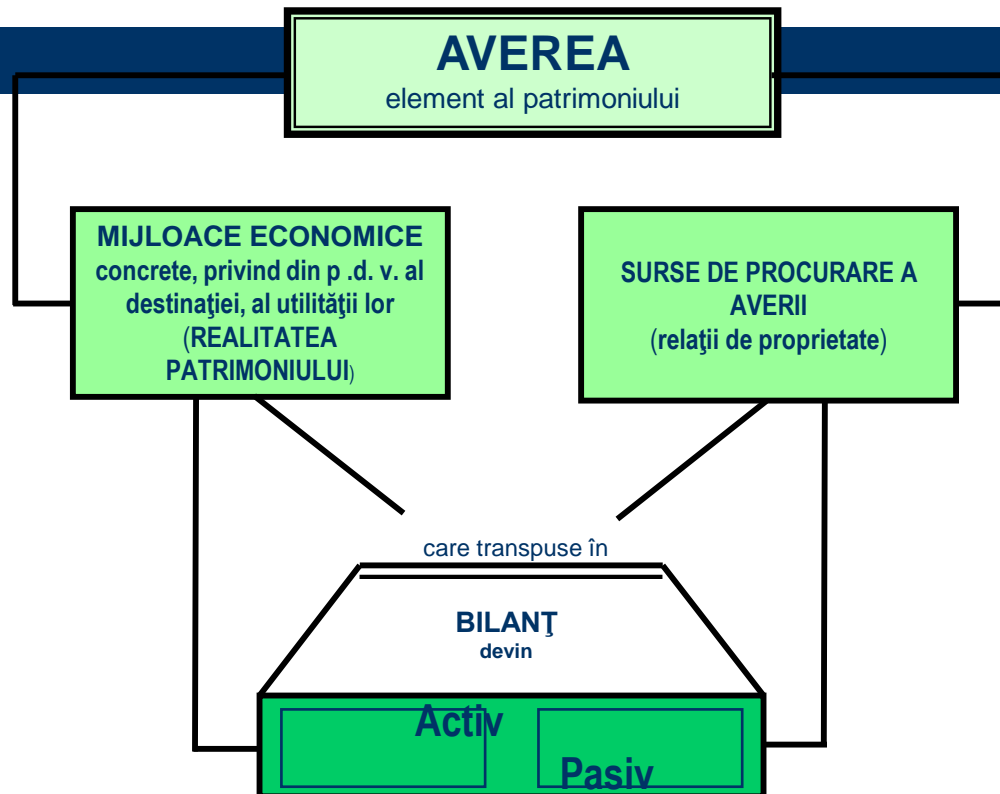 AVEREA
element al patrimoniului
MIJLOACE ECONOMICE
concrete, privind din p .d. v. al
destinaţiei, al utilităţii lor
(REALITATEA
PATRIMONIULUI)
SURSE DE PROCURARE A
AVERII
(relaţii de proprietate)
care transpuse în
BILANŢ
devin
Activ
Pasiv